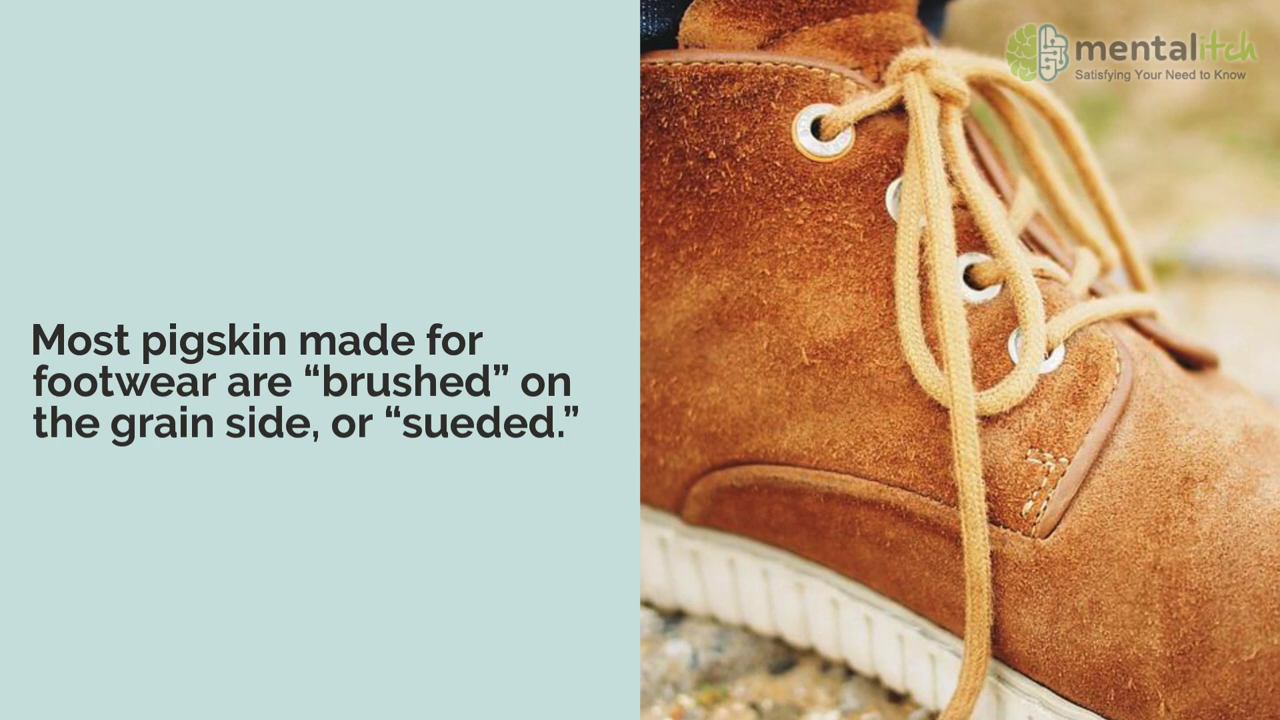 mentalitch
Satisfying Your Need to Know
Most pigskin made for
footwear are “brushed” on
the grain side, or “sueded.”